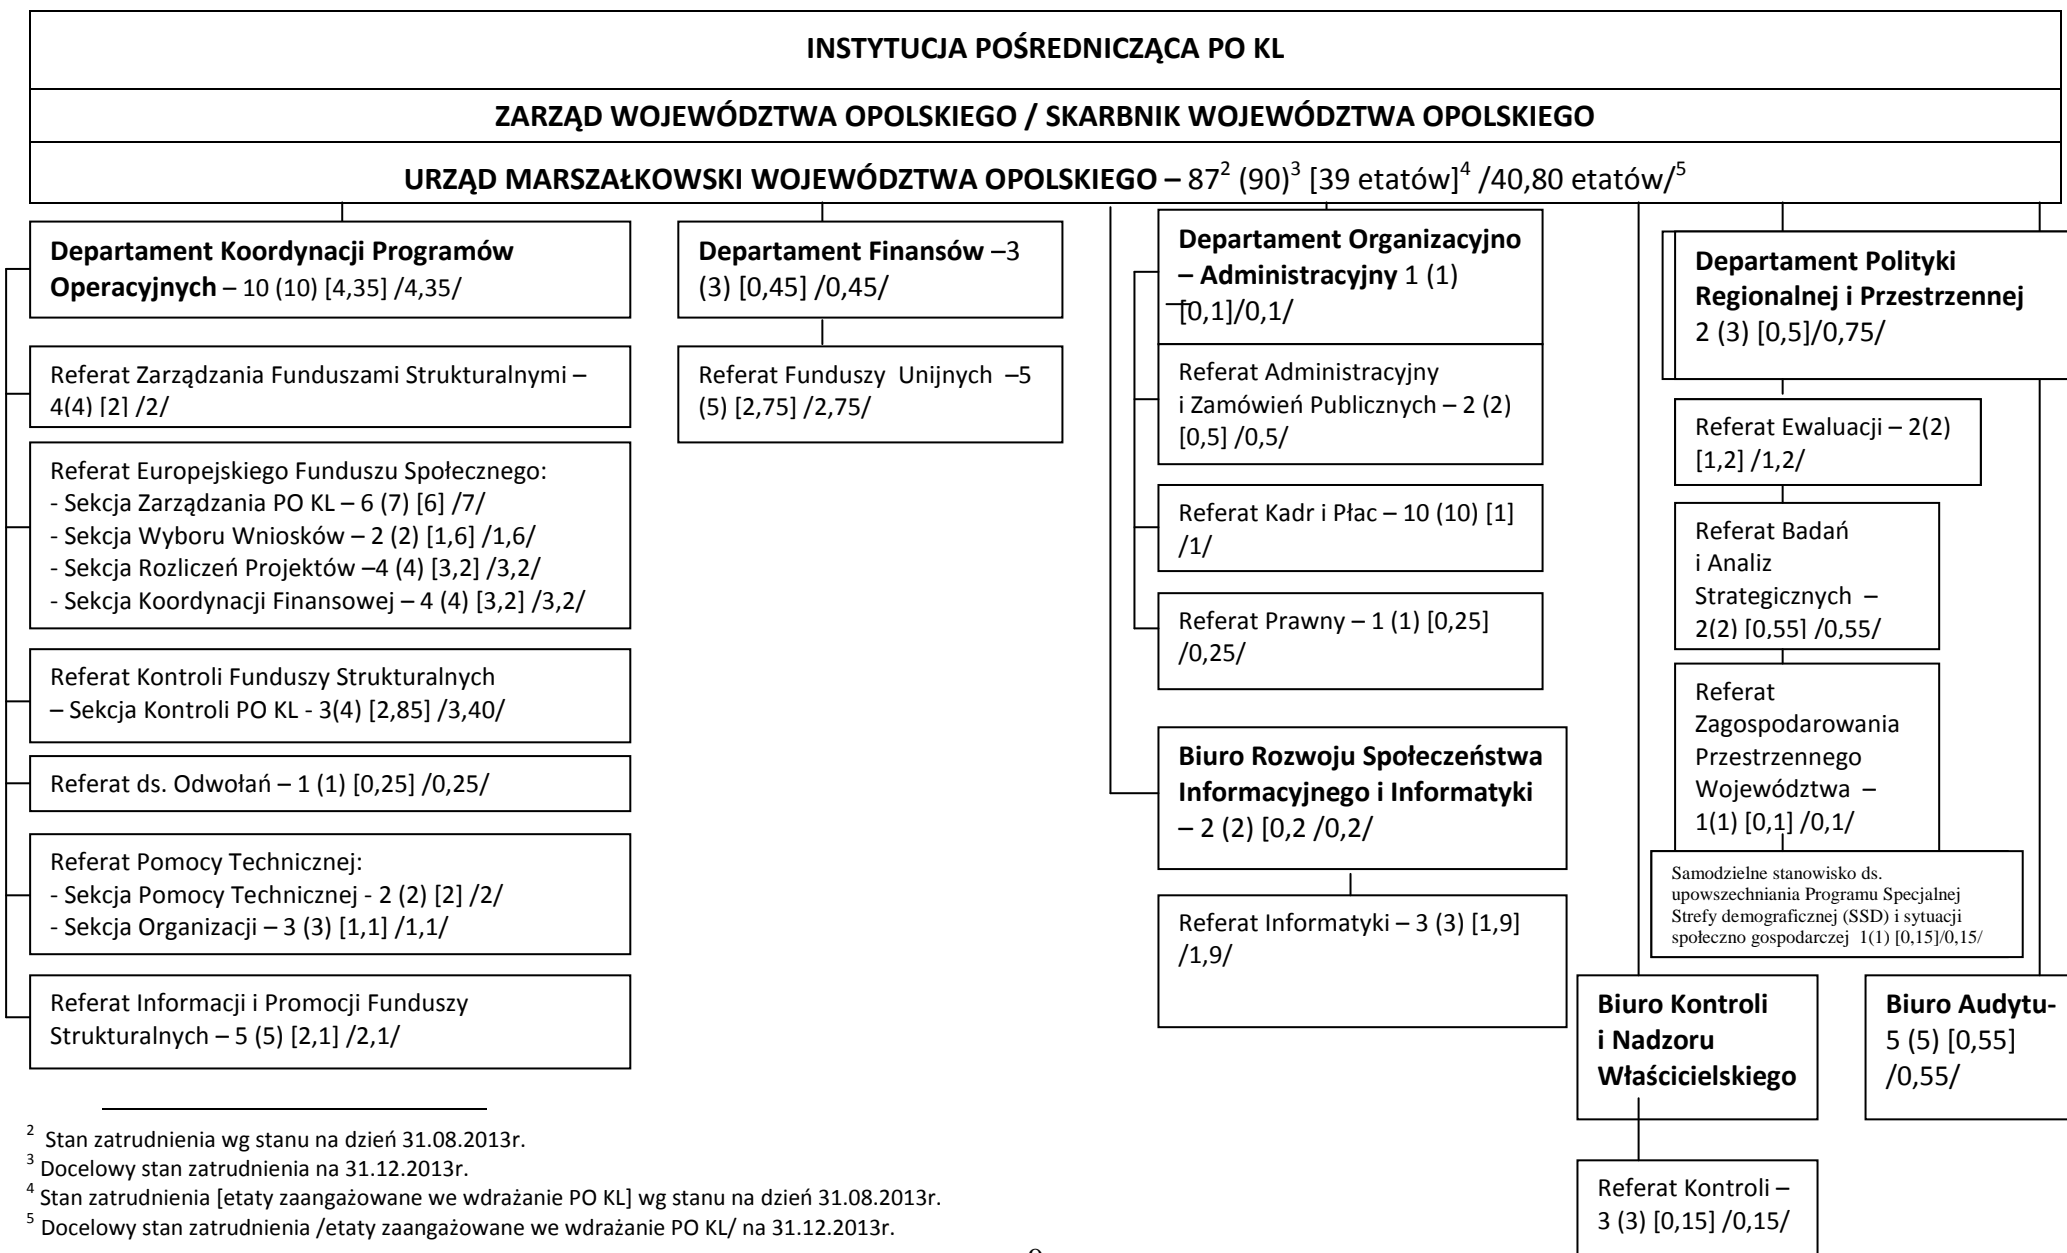 INSTYTUCJA POŚREDNICZĄCA PO KL
ZARZĄD WOJEWÓDZTWA OPOLSKIEGO / SKARBNIK WOJEWÓDZTWA OPOLSKIEGO
URZĄD MARSZAŁKOWSKI WOJEWÓDZTWA OPOLSKIEGO – 87² (90)³ [39 etatów]⁴ /40,80 etatów/⁵
Departament Koordynacji Programów
Operacyjnych – 10 (10) [4,35] /4,35/
Referat Zarządzania Funduszami Strukturalnymi –
4(4) [2] /2/
Referat Europejskiego Funduszu Społecznego:
- Sekcja Zarządzania PO KL – 6 (7) [6] /7/
- Sekcja Wyboru Wniosków – 2 (2) [1,6] /1,6/
- Sekcja Rozliczeń Projektów –4 (4) [3,2] /3,2/
- Sekcja Koordynacji Finansowej – 4 (4) [3,2] /3,2/
Referat Kontroli Funduszy Strukturalnych
– Sekcja Kontroli PO KL - 3(4) [2,85] /3,40/
Referat ds. Odwołań – 1 (1) [0,25] /0,25/
Referat Pomocy Technicznej:
- Sekcja Pomocy Technicznej - 2 (2) [2] /2/
- Sekcja Organizacji – 3 (3) [1,1] /1,1/
Referat Informacji i Promocji Funduszy
Strukturalnych – 5 (5) [2,1] /2,1/
Departament Finansów –3
(3) [0,45] /0,45/
Referat Funduszy Unijnych –5
(5) [2,75] /2,75/
Departament Organizacyjno
– Administracyjny 1 (1)
[0,1]/0,1/
Referat Administracyjny
i Zamówień Publicznych – 2 (2)
[0,5] /0,5/
Referat Kadr i Płac – 10 (10) [1]
/1/
Referat Prawny – 1 (1) [0,25]
/0,25/
Biuro Rozwoju Społeczeństwa
Informacyjnego i Informatyki
– 2 (2) [0,2 /0,2/
Referat Informatyki – 3 (3) [1,9]
/1,9/
Departament Polityki
Regionalnej i Przestrzennej
2 (3) [0,5]/0,75/
Referat Ewaluacji – 2(2)
[1,2] /1,2/
Referat Badań
i Analiz
Strategicznych –
2(2) [0,55] /0,55/
Referat
Zagospodarowania
Przestrzennego
Województwa –
1(1) [0,1] /0,1/
Samodzielne stanowisko ds.
upowszechniania Programu Specjalnej
Strefy demograficznej (SSD) i sytuacji
społeczno gospodarczej 1(1) [0,15]/0,15/
Biuro Kontroli
i Nadzoru
Właścicielskiego
Referat Kontroli –
3 (3) [0,15] /0,15/
Biuro Audytu-
5 (5) [0,55]
/0,55/
² Stan zatrudnienia wg stanu na dzień 31.08.2013r.
³ Docelowy stan zatrudnienia na 31.12.2013r.
⁴ Stan zatrudnienia [etaty zaangażowane we wdrażanie PO KL] wg stanu na dzień 31.08.2013r.
⁵ Docelowy stan zatrudnienia /etaty zaangażowane we wdrażanie PO KL/ na 31.12.2013r.